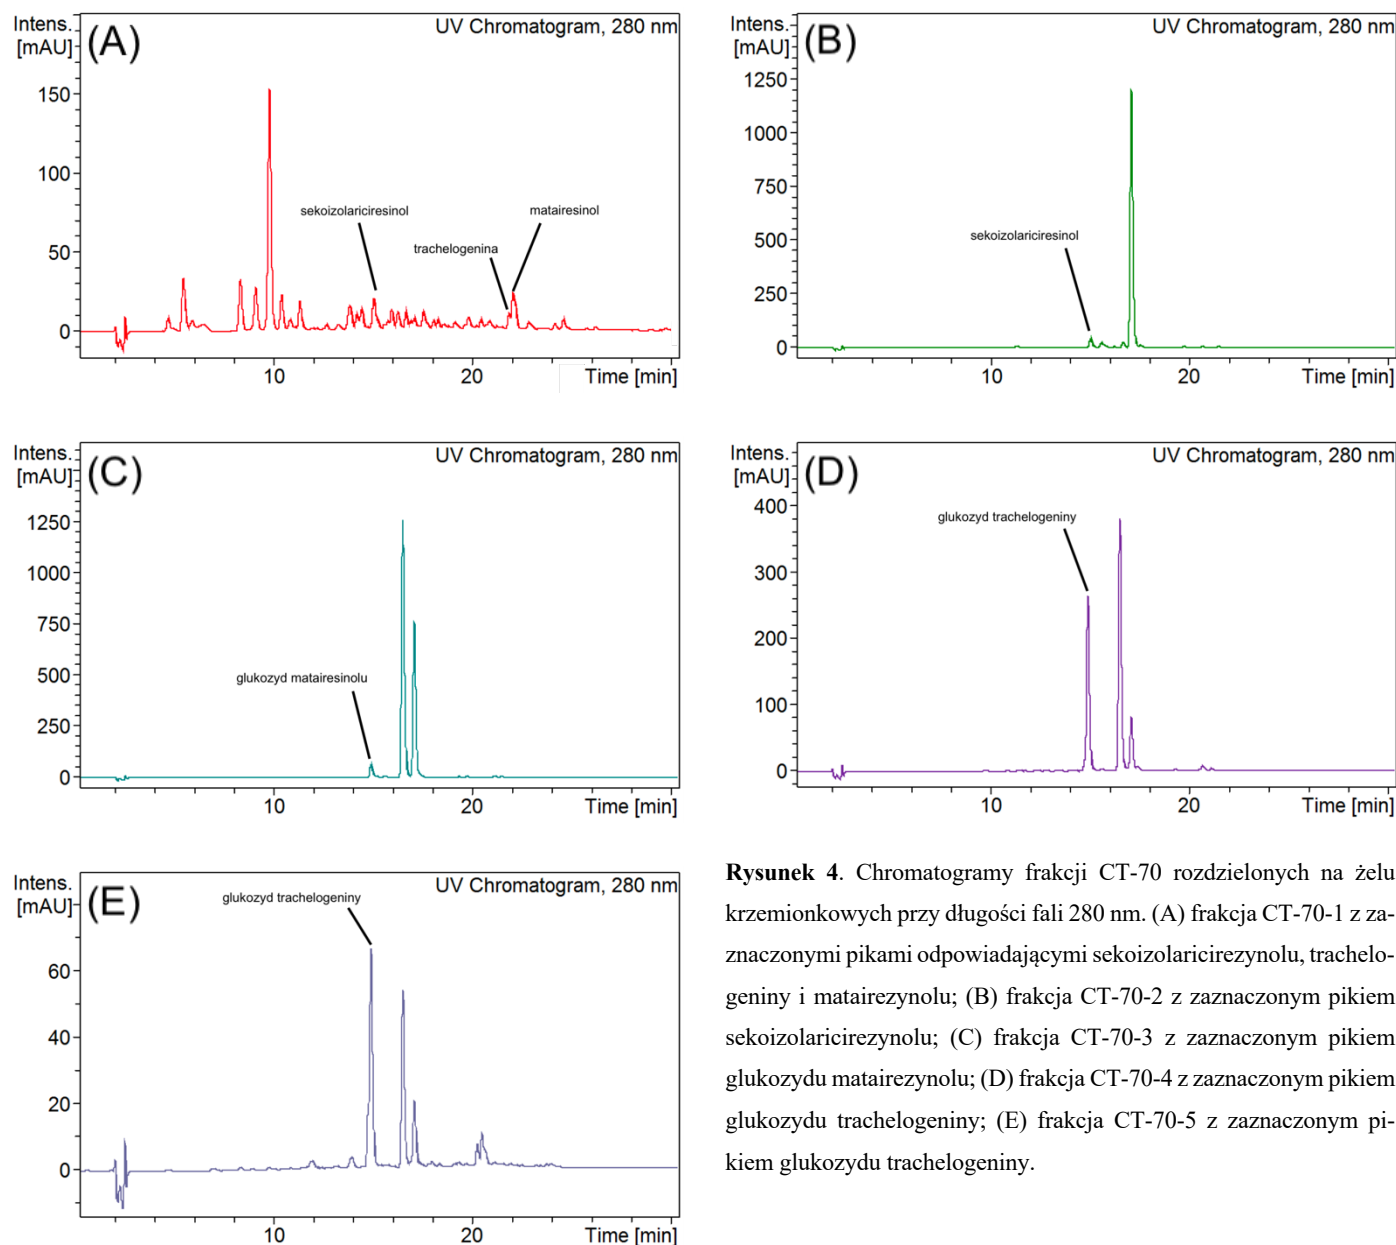 Intens.
[mAU]
(A)
UV Chromatogram, 280 nm
150
100
50
0
sekoizolariciresinol
trachelogenina
matairesinol
10
20
Time [min]
Intens.
[mAU]
(B)
UV Chromatogram, 280 nm
1250
1000
750
500
250
0
sekoizolariciresinol
10
20
Time [min]
Intens.
[mAU]
(C)
UV Chromatogram, 280 nm
1250
1000
750
500
250
0
glukozyd matairesinolu
10
20
Time [min]
Intens.
[mAU]
(D)
UV Chromatogram, 280 nm
400
300
200
100
0
glukozyd trachelogeniny
10
20
Time [min]
Intens.
[mAU]
(E)
UV Chromatogram, 280 nm
60
40
20
0
glukozyd trachelogeniny
10
20
Time [min]
Rysunek 4. Chromatogramy frakcji CT-70 rozdzielonych na żelu
krzemionkowych przy długości fali 280 nm. (A) frakcja CT-70-1 z za-
znaczonymi pikami odpowiadającymi sekoizolaricirezynolu, trachelo-
geniny i matairezynolu; (B) frakcja CT-70-2 z zaznaczonym pikiem
sekoizolaricirezynolu; (C) frakcja CT-70-3 z zaznaczonym pikiem
glukozydu matairezynolu; (D) frakcja CT-70-4 z zaznaczonym pikiem
glukozydu trachelogeniny; (E) frakcja CT-70-5 z zaznaczonym pi-
kiem glukozydu trachelogeniny.